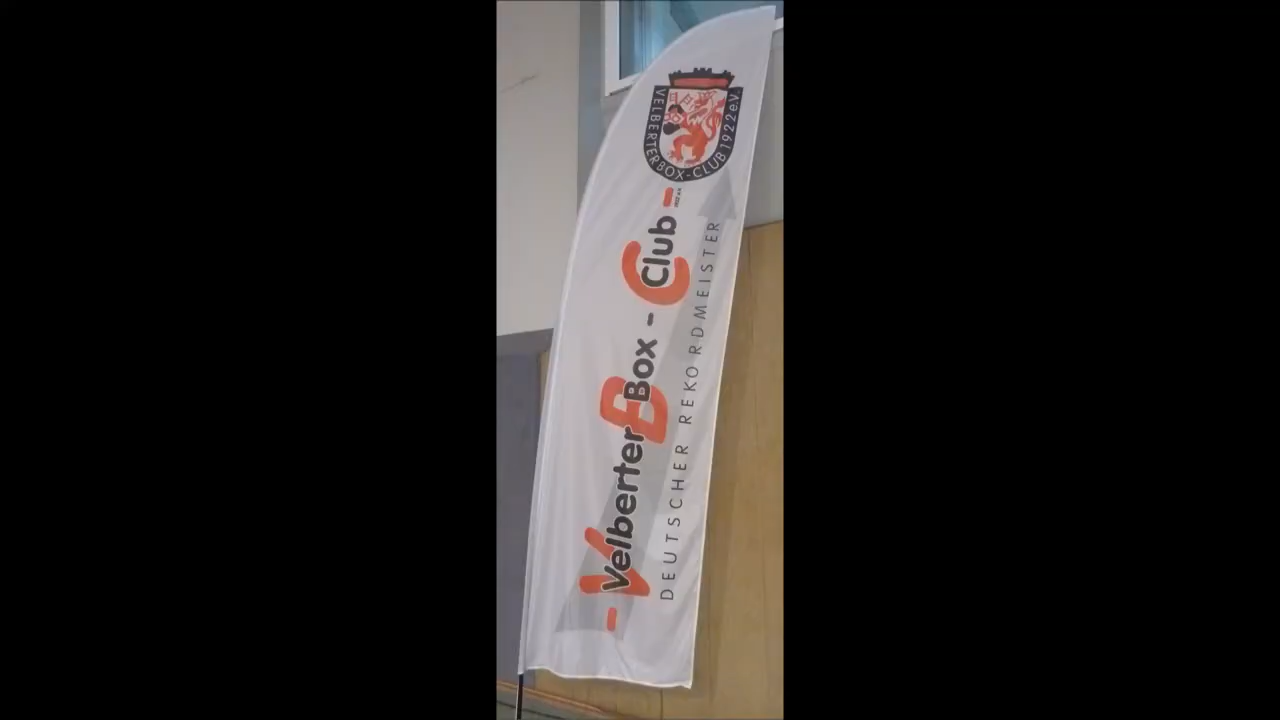 VELBERTER BOX-CLUB 1922 e.V.
- Velberter Box - Club -
DEUTSCHER REKORDMEISTER